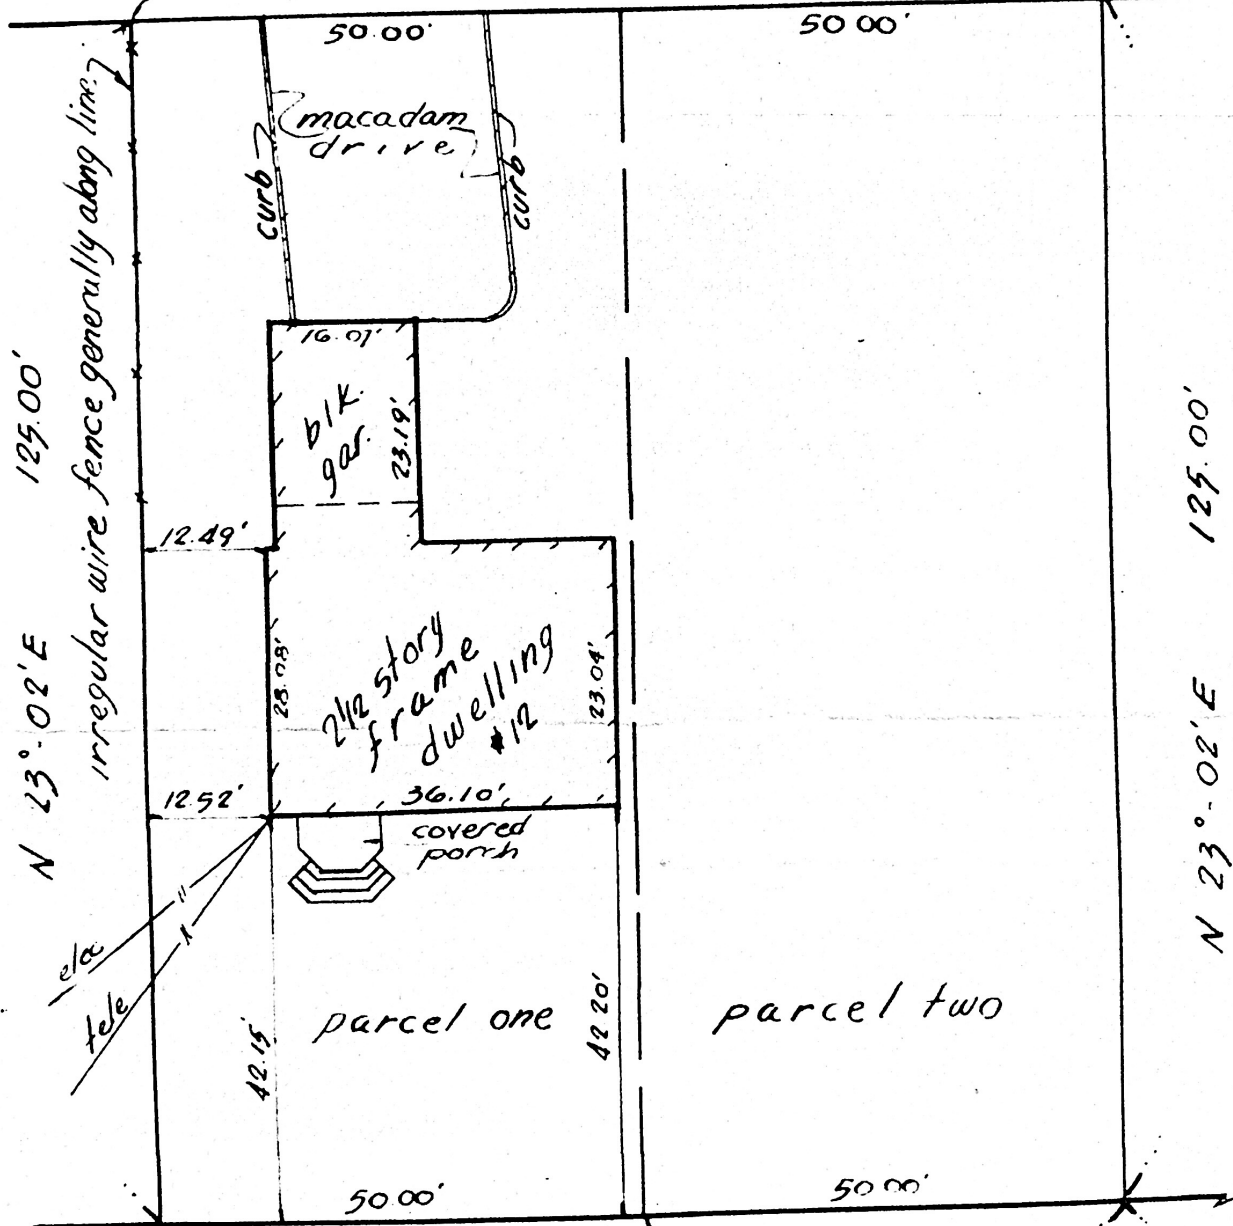 50.00'
50 00'
macadam
drive
curb
curb
irregular wire fence generally along line.
16.07'
blk.
gar.
23.19'
125.00'
125.00'
12.49'
2 1/2 story
frame
dwelling
#12
28.08'
23.04'
N 23°-02'E
N 23°-02'E
12.52'
36.10'
covered
porch
elec
tele
parcel one
parcel two
42.15'
42 20'
50 00'
50 00'